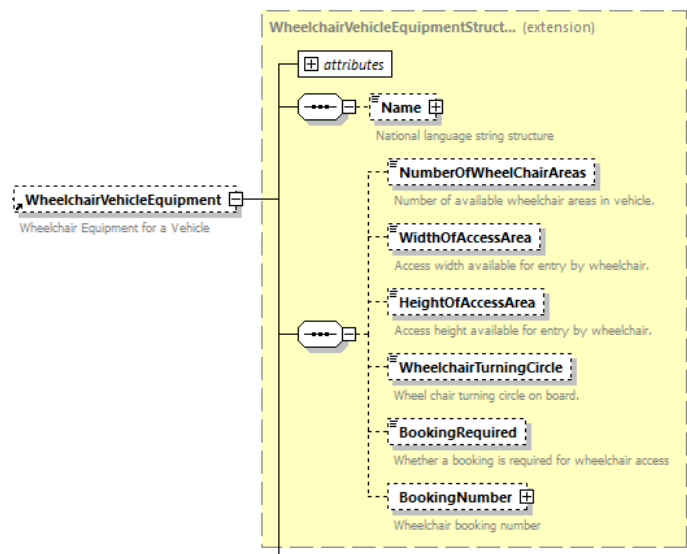 WheelchairVehicleEquipmentStruct... (extension)
attributes
Name
National language string structure
NumberOfWheelChairAreas
Number of available wheelchair areas in vehicle.
WheelchairVehicleEquipment
Wheelchair Equipment for a Vehicle
WidthOfAccessArea
Access width available for entry by wheelchair.
HeightOfAccessArea
Access height available for entry by wheelchair.
WheelchairTurningCircle
Wheel chair turning circle on board.
BookingRequired
Whether a booking is required for wheelchair access
BookingNumber
Wheelchair booking number